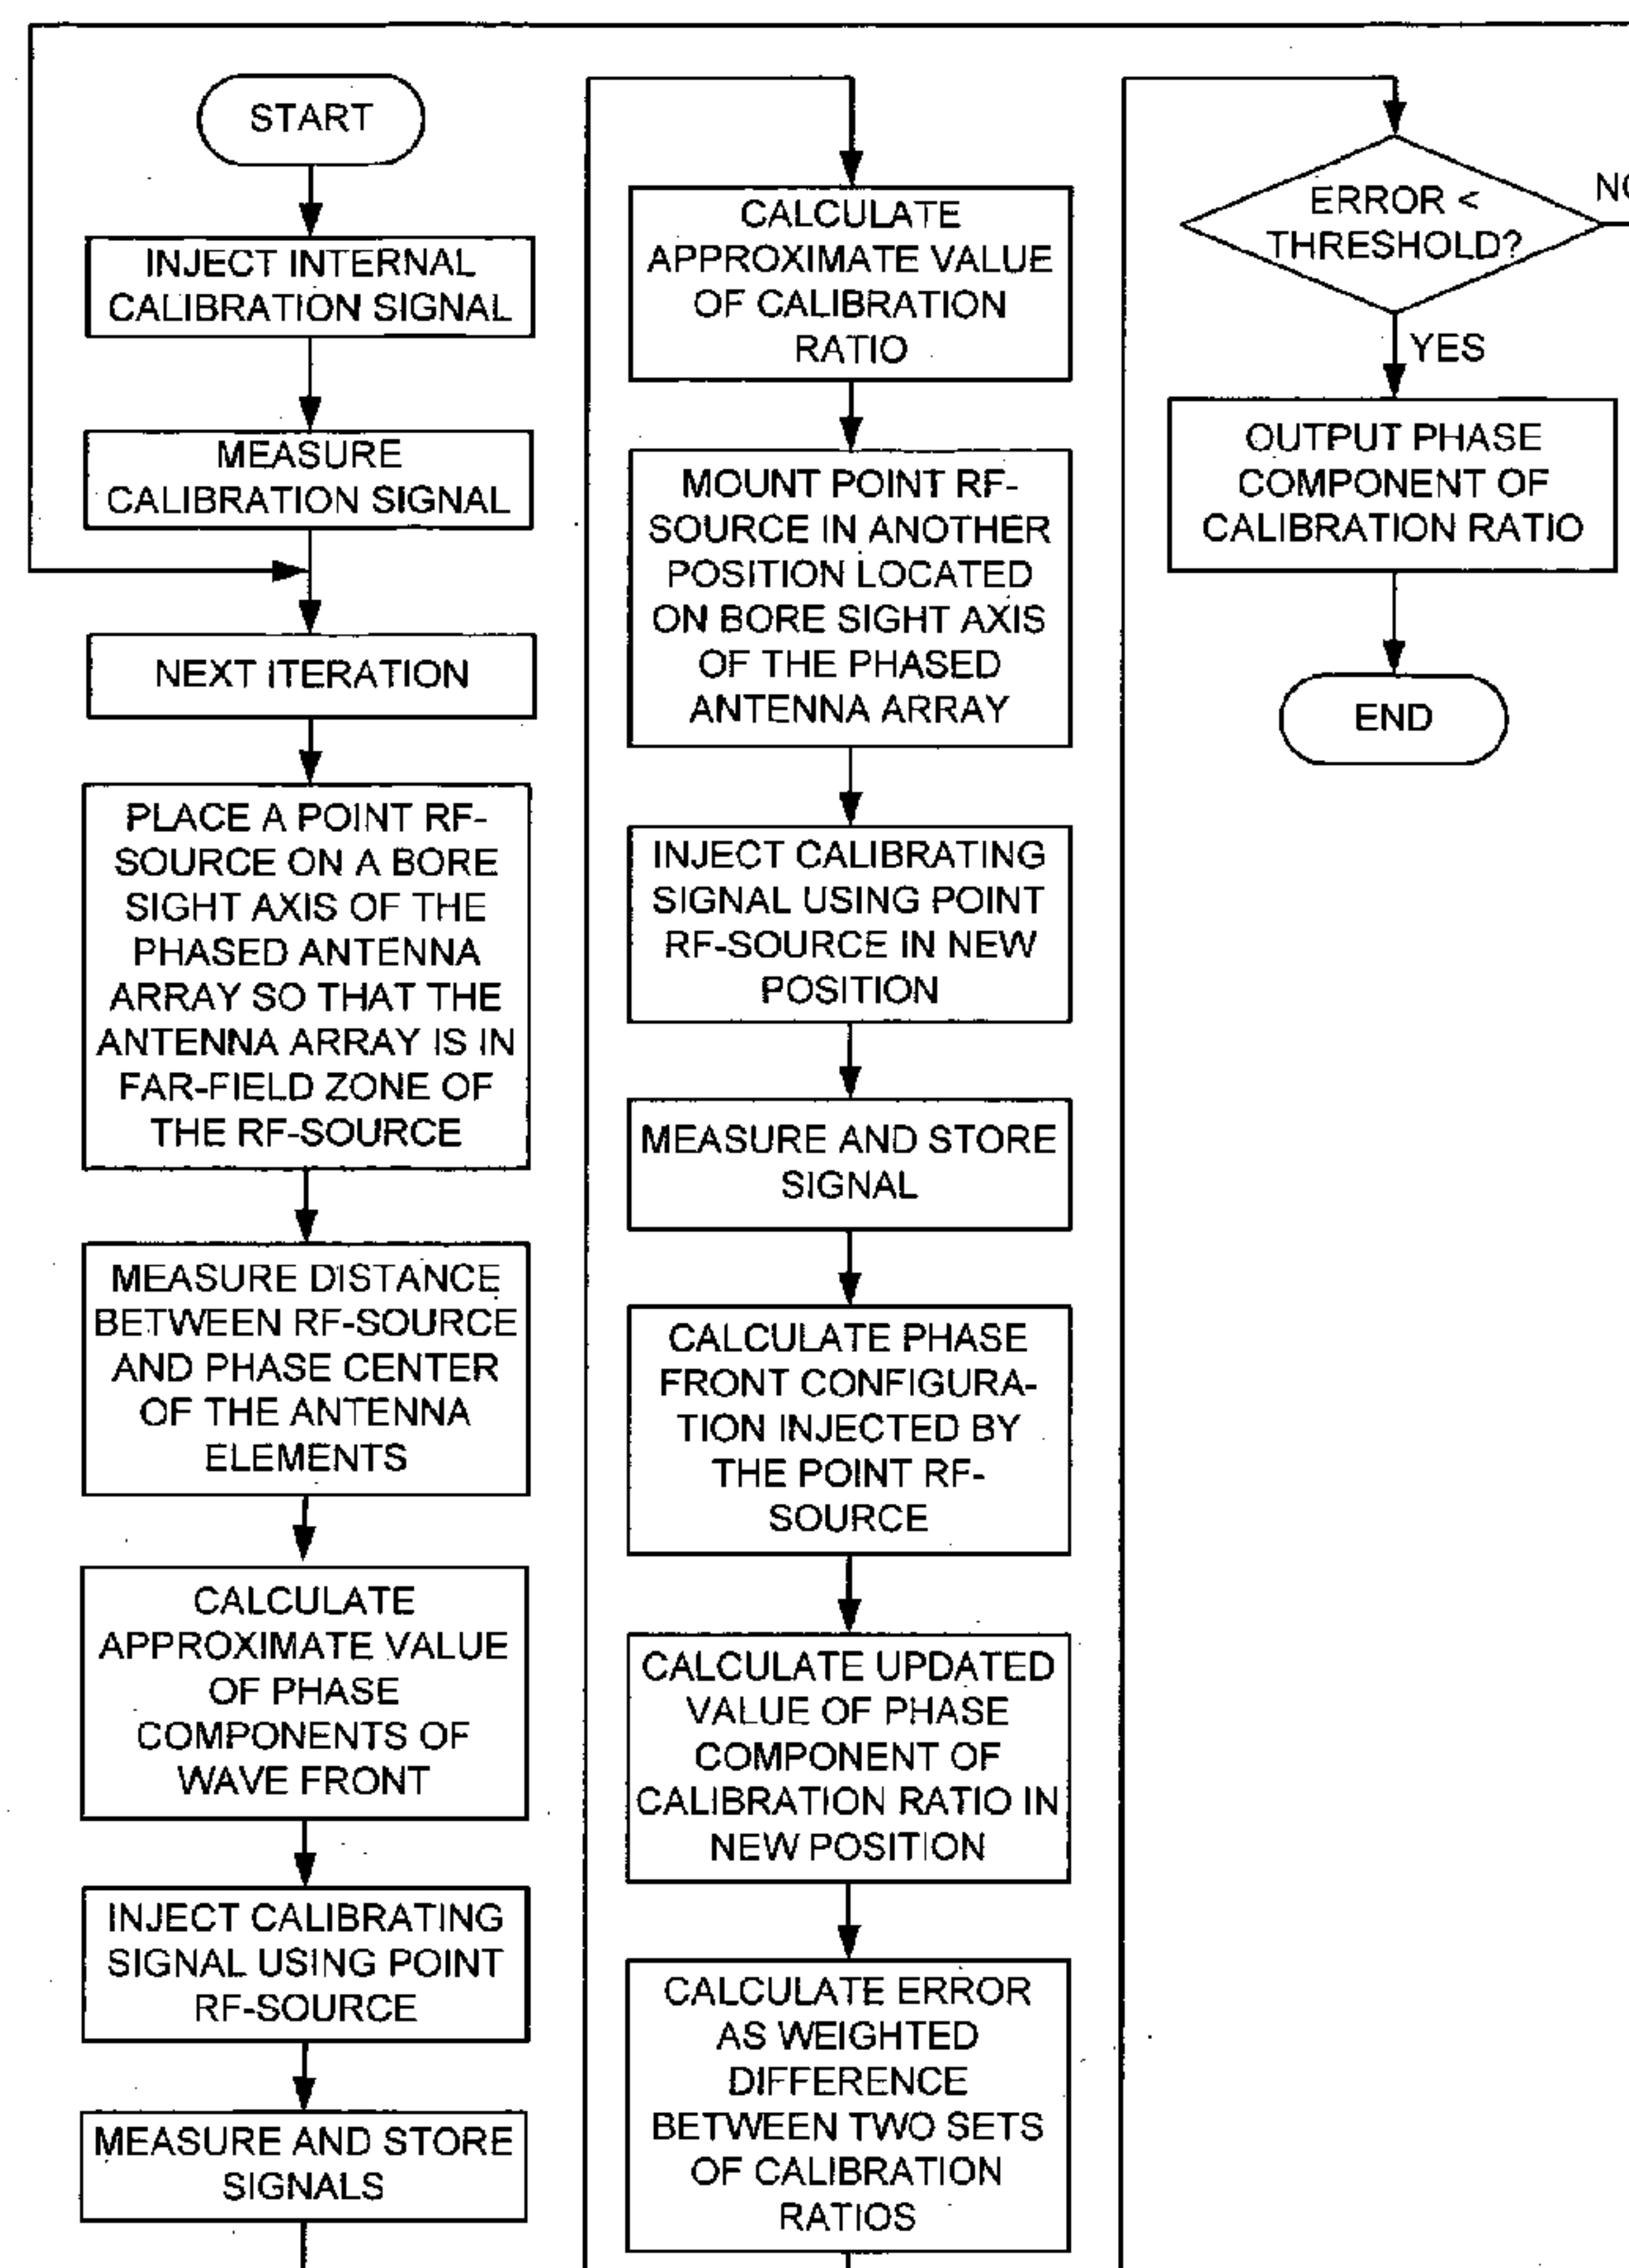 START
INJECT INTERNAL
CALIBRATION SIGNAL
MEASURE
CALIBRATION SIGNAL
NEXT ITERATION
PLACE A POINT RF-
SOURCE ON A BORE
SIGHT AXIS OF THE
PHASED ANTENNA
ARRAY SO THAT THE
ANTENNA ARRAY IS IN
FAR-FIELD ZONE OF
THE RF-SOURCE
MEASURE DISTANCE
BETWEEN RF-SOURCE
AND PHASE CENTER
OF THE ANTENNA
ELEMENTS
CALCULATE
APPROXIMATE VALUE
OF PHASE
COMPONENTS OF
WAVE FRONT
INJECT CALIBRATING
SIGNAL USING POINT
RF-SOURCE
MEASURE AND STORE
SIGNALS
CALCULATE
APPROXIMATE VALUE
OF CALIBRATION
RATIO
MOUNT POINT RF-
SOURCE IN ANOTHER
POSITION LOCATED
ON BORE SIGHT AXIS
OF THE PHASED
ANTENNA ARRAY
INJECT CALIBRATING
SIGNAL USING POINT
RF-SOURCE IN NEW
POSITION
MEASURE AND STORE
SIGNAL
CALCULATE PHASE
FRONT CONFIGURA-
TION INJECTED BY
THE POINT RF-
SOURCE
CALCULATE UPDATED
VALUE OF PHASE
COMPONENT OF
CALIBRATION RATIO IN
NEW POSITION
CALCULATE ERROR
AS WEIGHTED
DIFFERENCE
BETWEEN TWO SETS
OF CALIBRATION
RATIOS
ERROR <
THRESHOLD?
NO
YES
OUTPUT PHASE
COMPONENT OF
CALIBRATION RATIO
END